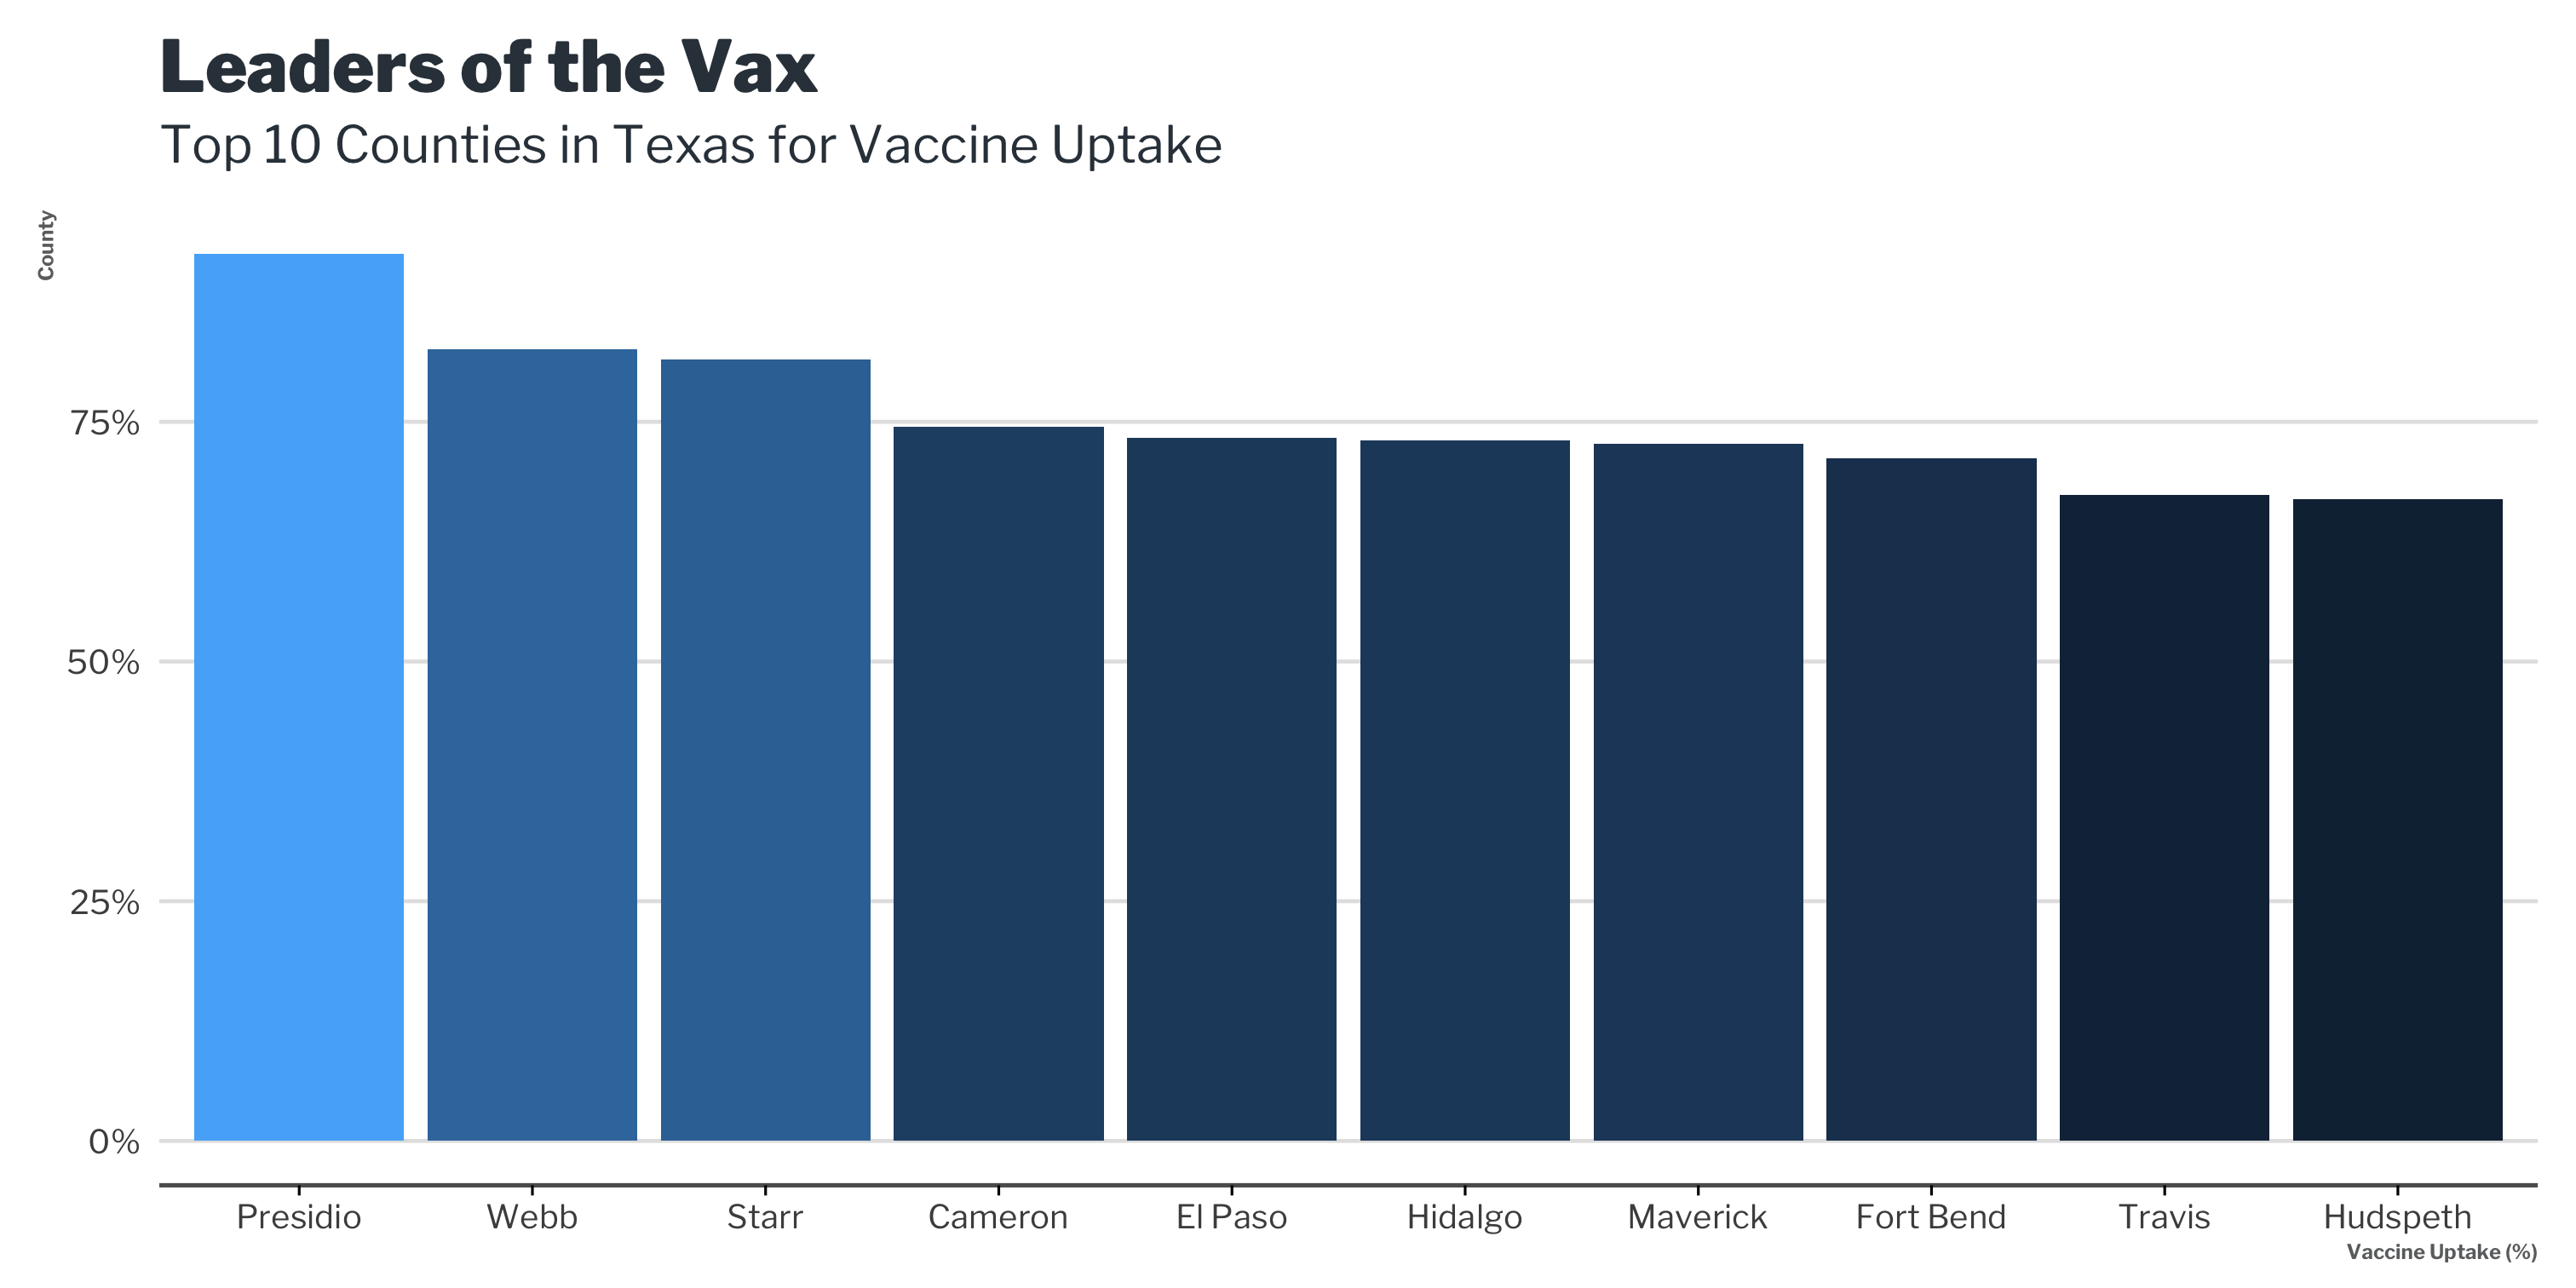 Leaders of the Vax
Top 10 Counties in Texas for Vaccine Uptake
County
75%
50%
25%
0%
Presidio Webb Starr Cameron El Paso Hidalgo Maverick Fort Bend Travis Hudspeth
Vaccine Uptake (%)